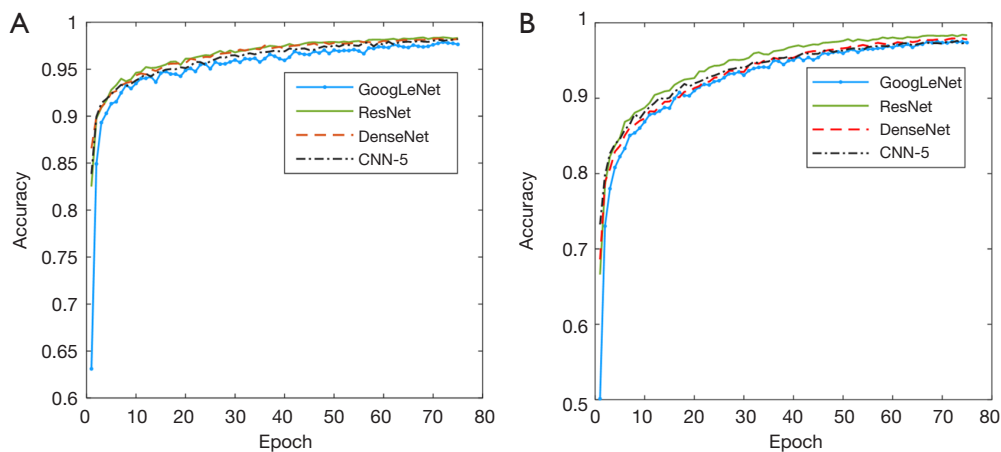 A
1
0.95
0.9
0.85
0.8
0.75
0.7
0.65
0.6
Accuracy
0 10 20 30 40 50 60 70 80
Epoch
GoogLeNet
ResNet
DenseNet
CNN-5
B
1
0.9
0.8
0.7
0.6
0.5
Accuracy
0 10 20 30 40 50 60 70 80 90 100
Epoch
GoogLeNet
ResNet
DenseNet
CNN-5